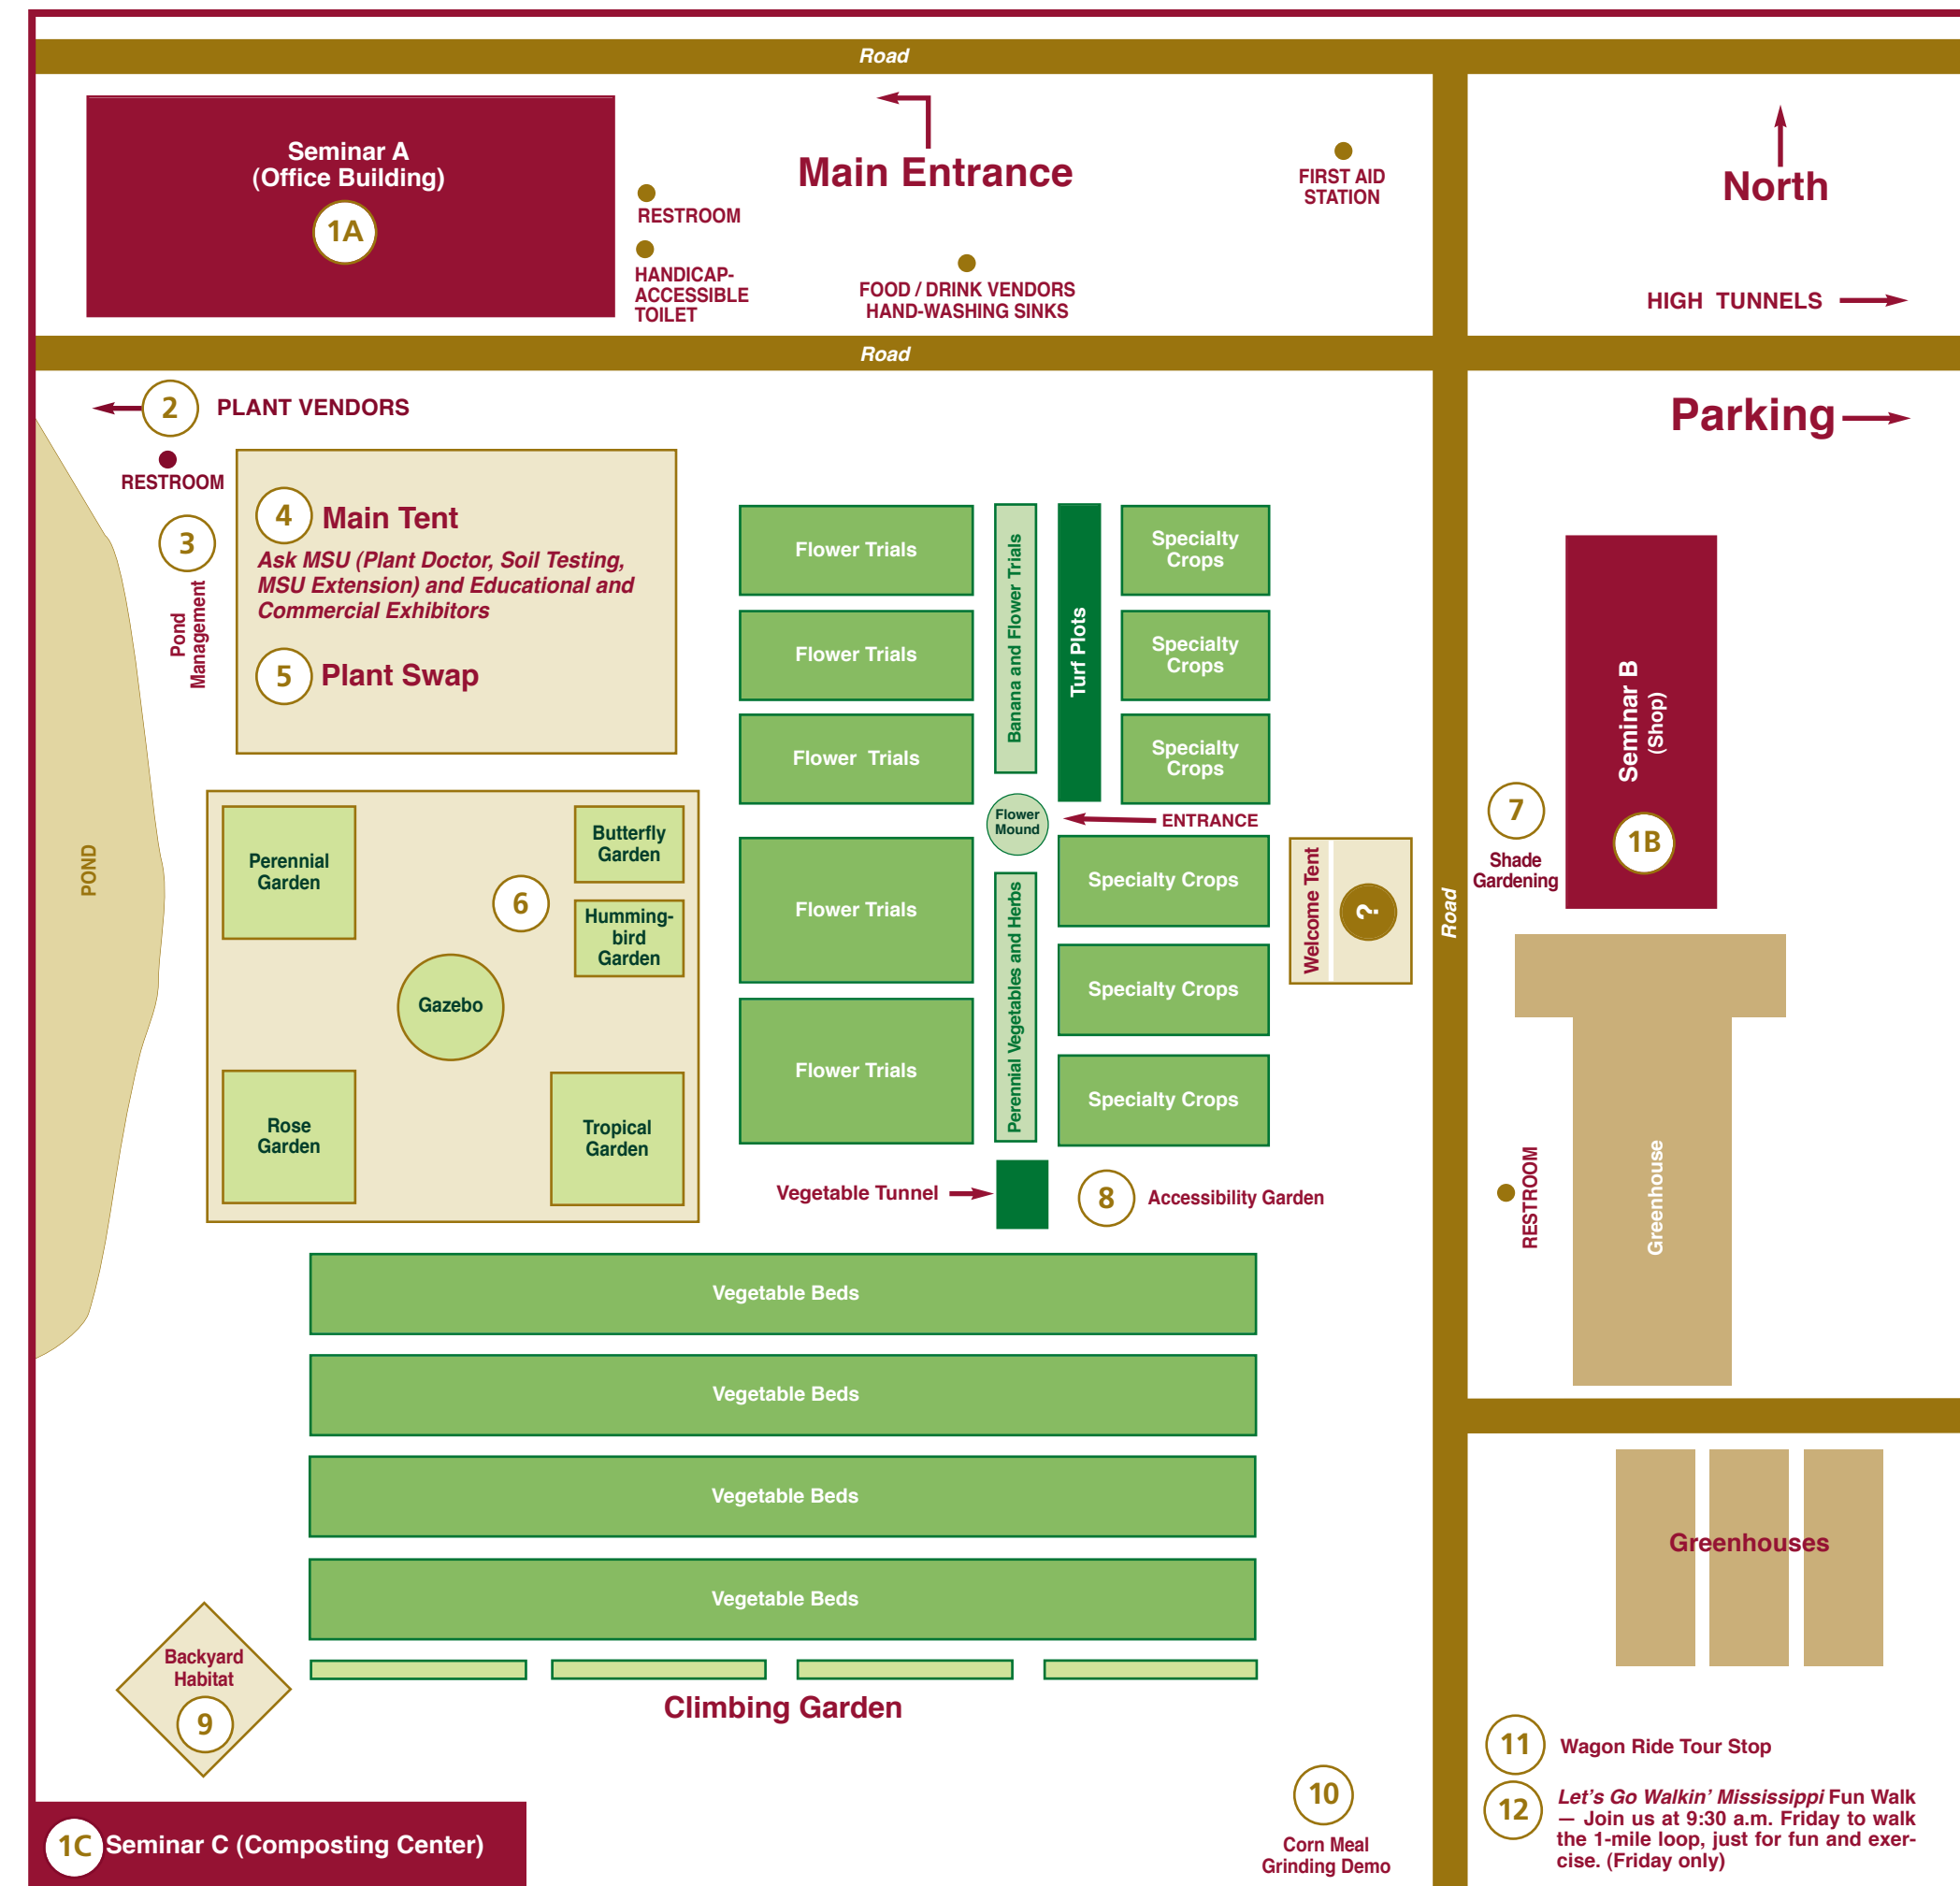 Road
Seminar A
(Office Building)
1A
Main Entrance
RESTROOM
HANDICAP-
ACCESSIBLE
TOILET
FOOD / DRINK VENDORS
HAND-WASHING SINKS
FIRST AID
STATION
North
HIGH TUNNELS
Road
2
PLANT VENDORS
RESTROOM
3
Pond
Management
4
Main Tent
Ask MSU (Plant Doctor, Soil Testing,
MSU Extension) and Educational and
Commercial Exhibitors
5
Plant Swap
Parking
Flower Trials
Flower Trials
Flower Trials
Banana and Flower Trials
Turf Plots
Specialty
Crops
Specialty
Crops
Specialty
Crops
Flower
Mound
ENTRANCE
Seminar B
(Shop)
1B
7
Shade
Gardening
POND
Perennial
Garden
Butterfly
Garden
6
Humming-
bird
Garden
Gazebo
Rose
Garden
Tropical
Garden
Flower Trials
Flower Trials
Perennial Vegetables and Herbs
Specialty Crops
Specialty Crops
Specialty Crops
Welcome Tent
?
Road
Vegetable Tunnel
8
Accessibility Garden
RESTROOM
Greenhouse
Vegetable Beds
Vegetable Beds
Vegetable Beds
Vegetable Beds
Greenhouses
Backyard
Habitat
9
Climbing Garden
10
Corn Meal
Grinding Demo
11
Wagon Ride Tour Stop
12
Let's Go Walkin' Mississippi Fun Walk
— Join us at 9:30 a.m. Friday to walk
the 1-mile loop, just for fun and exer-
cise. (Friday only)
1C
Seminar C (Composting Center)